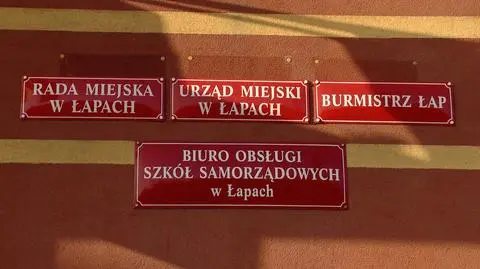 RADA MIEJSKA
W ŁAPACH
URZĄD MIEJSKI
W ŁAPACH
BURMISTRZ ŁAP
BIURO OBSŁUGI
SZKÓŁ SAMORZĄDOWYCH
w Łapach